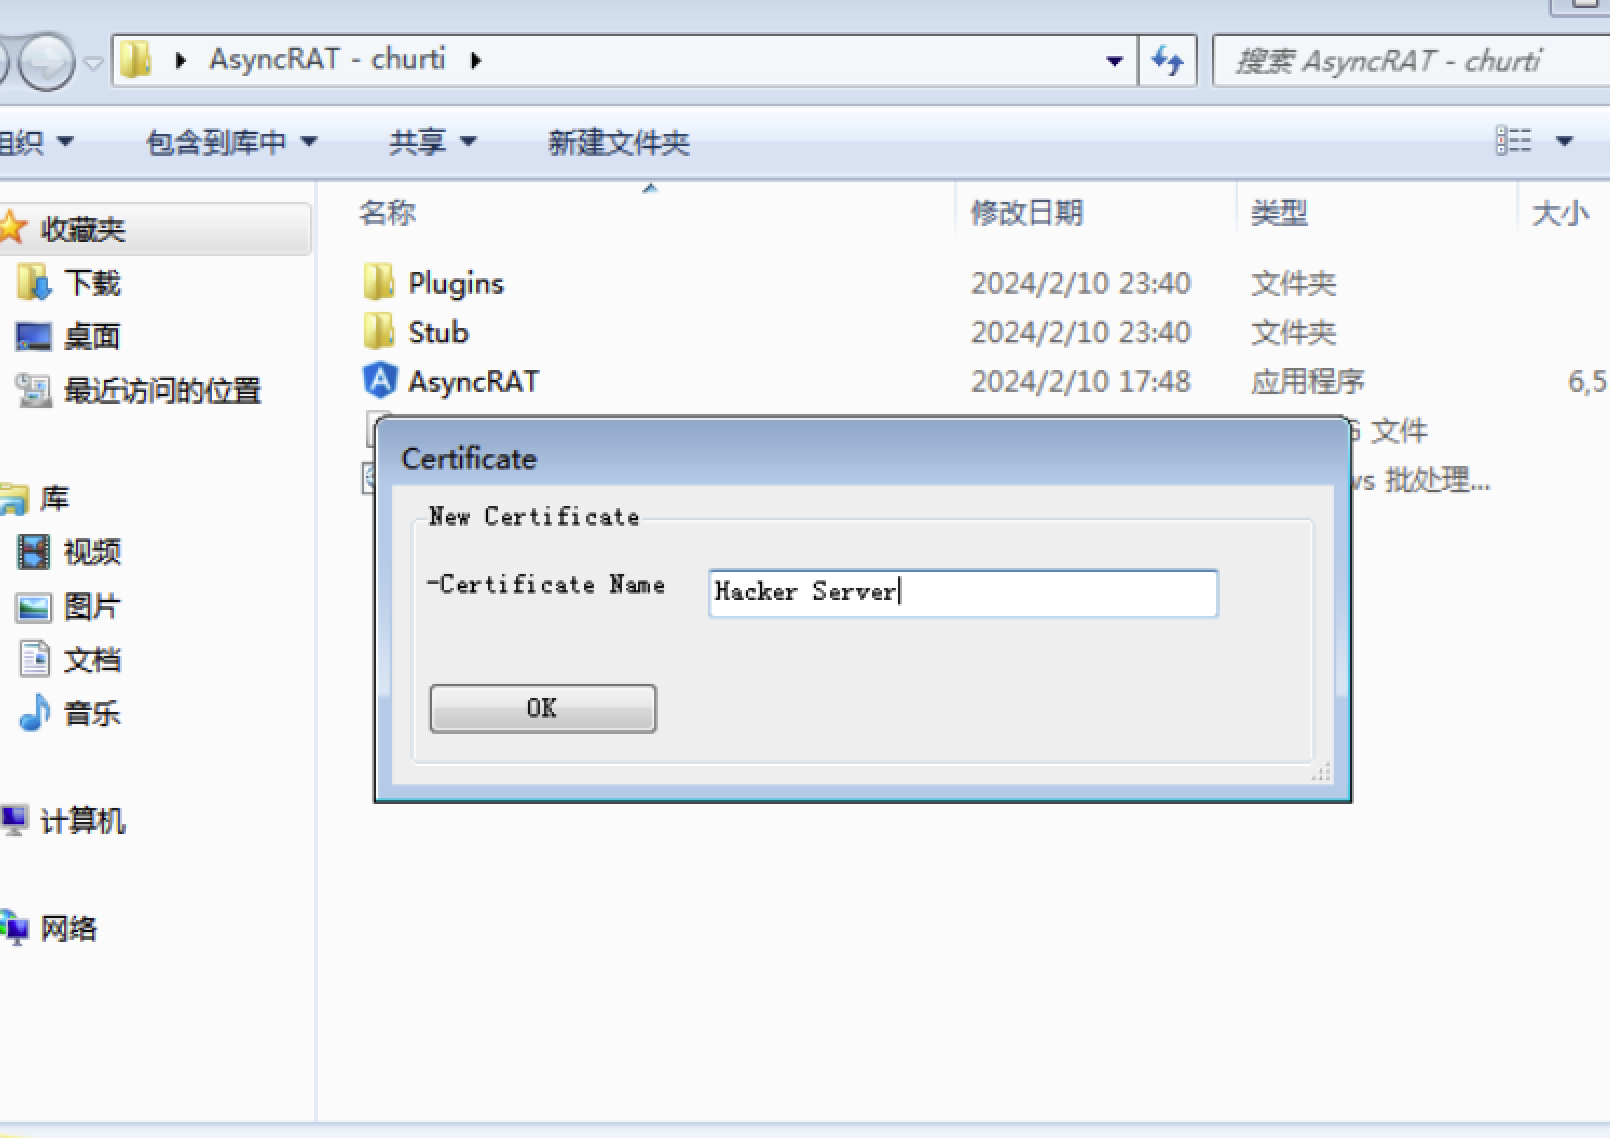 AsyncRAT - churti
搜索 AsyncRAT - churti
组织 包含到库中 共享 新建文件夹
名称 修改日期 类型 大小
收藏夹
下载
桌面
最近访问的位置
库
视频
图片
文档
音乐
计算机
网络
Plugins 2024/2/10 23:40 文件夹
Stub 2024/2/10 23:40 文件夹
AsyncRAT 2024/2/10 17:48 应用程序 6,5
文件
批处理...
Certificate
New Certificate
-Certificate Name Hacker Server
OK